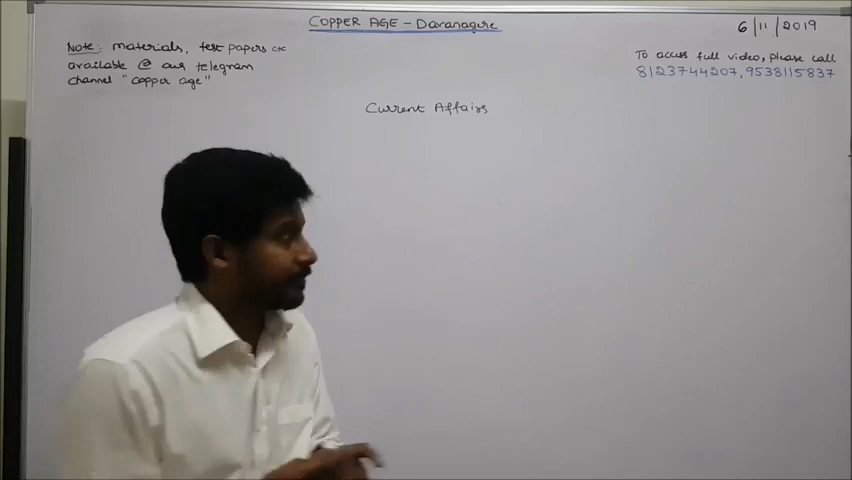 COPPER AGE - Davanagere
6/11/2019
Note: materials, test papers etc
available @ our telegram
channel "copper age"
To access full video, please call
8123744207, 9538115837
Current Affairs